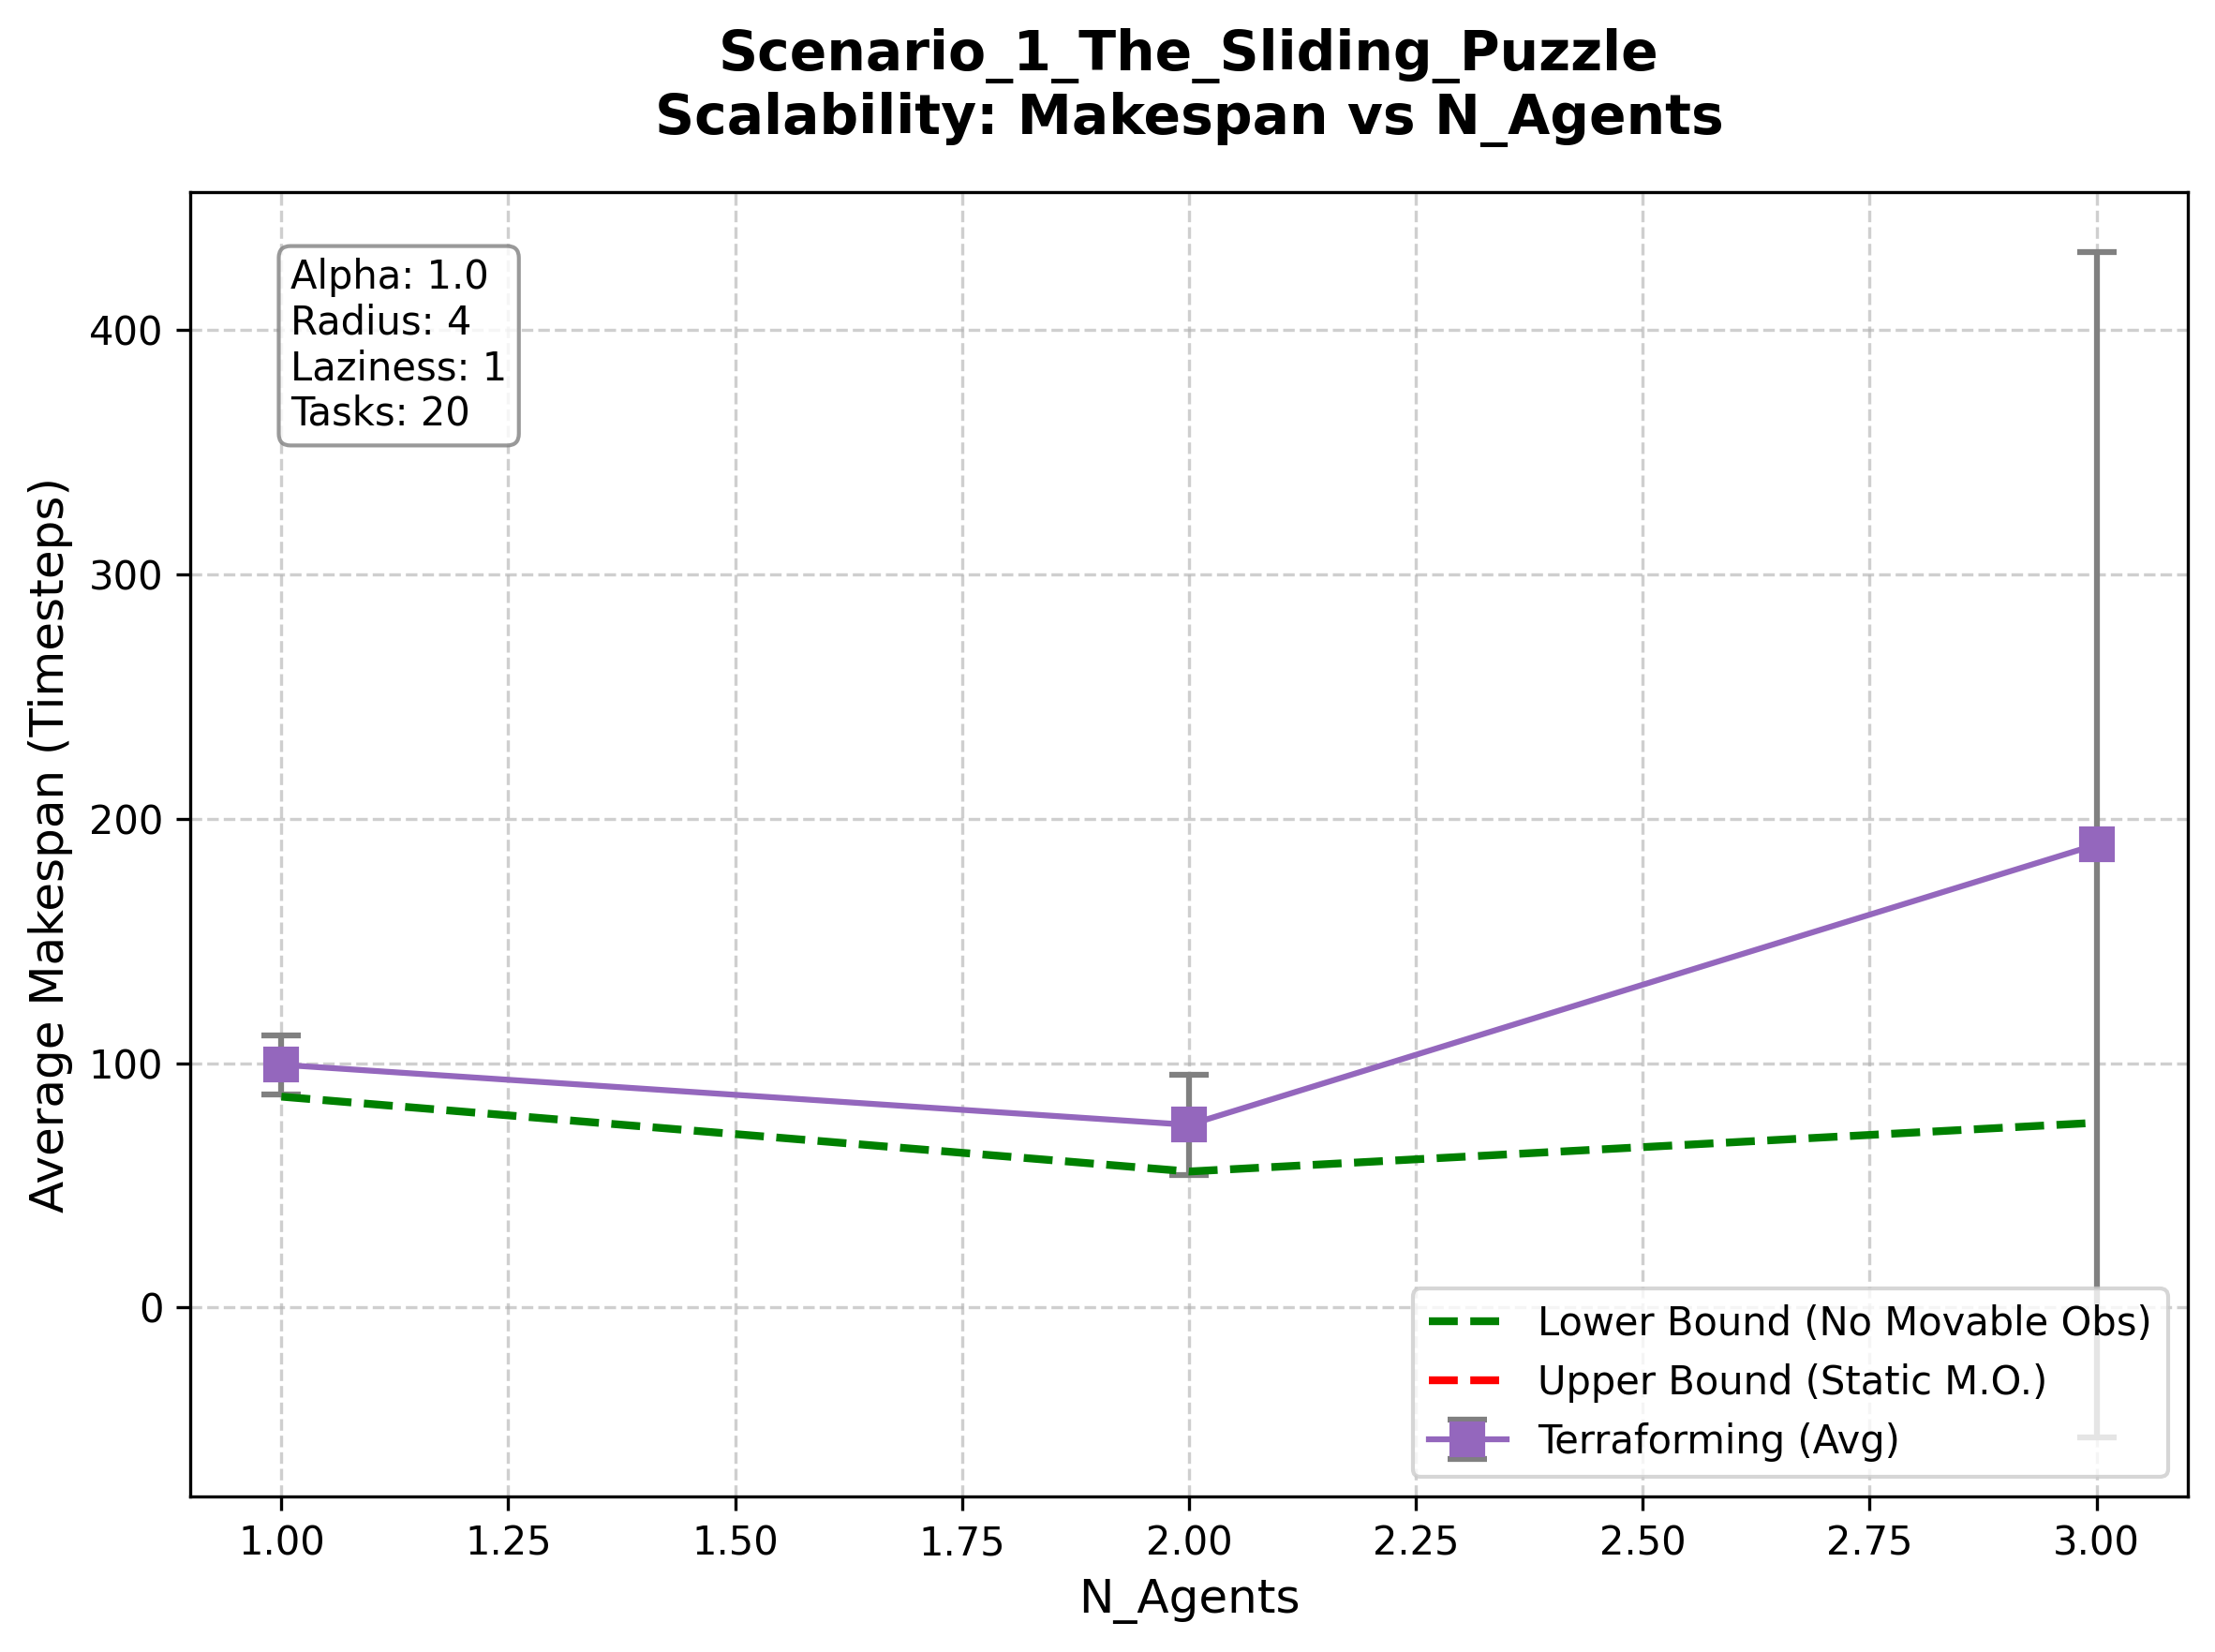 Scenario_1_The_Sliding_Puzzle
Scalability: Makespan vs N_Agents
Alpha: 1.0
Radius: 4
Laziness: 1
Tasks: 20
Average Makespan (Timesteps)
400
300
200
100
0
Lower Bound (No Movable Obs)
Upper Bound (Static M.O.)
Terraforming (Avg)
1.00 1.25 1.50 1.75 2.00 2.25 2.50 2.75 3.00
N_Agents